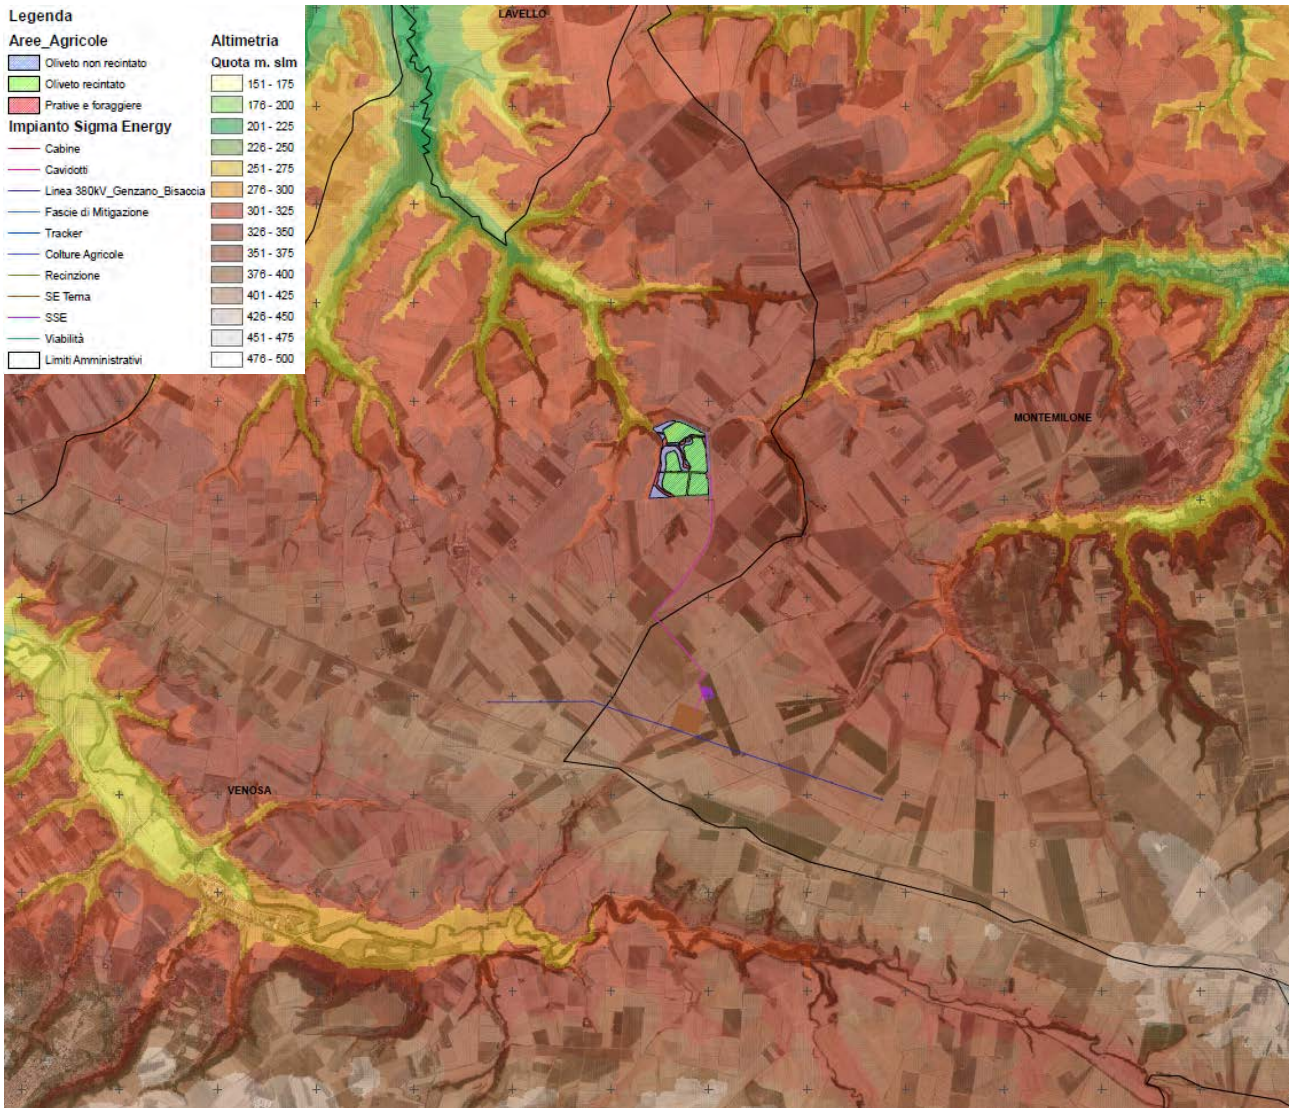 Legenda
Aree_Agricole
Oliveto non recintato
Oliveto recintato
Prative e foraggiere
Impianto Sigma Energy
Cabine
Cavidotti
Linea 380kV_Genzano_Bisaccia
Fascie di Mitigazione
Tracker
Colture Agricole
Recinzione
SE Terna
SSE
Viabilità
Limiti Amministrativi
Altimetria
Quota m. slm
151 - 175
176 - 200
201 - 225
226 - 250
251 - 275
276 - 300
301 - 325
326 - 350
351 - 375
376 - 400
401 - 425
426 - 450
451 - 475
476 - 500
LAVELLO
MONTEMILONE
VENOSA